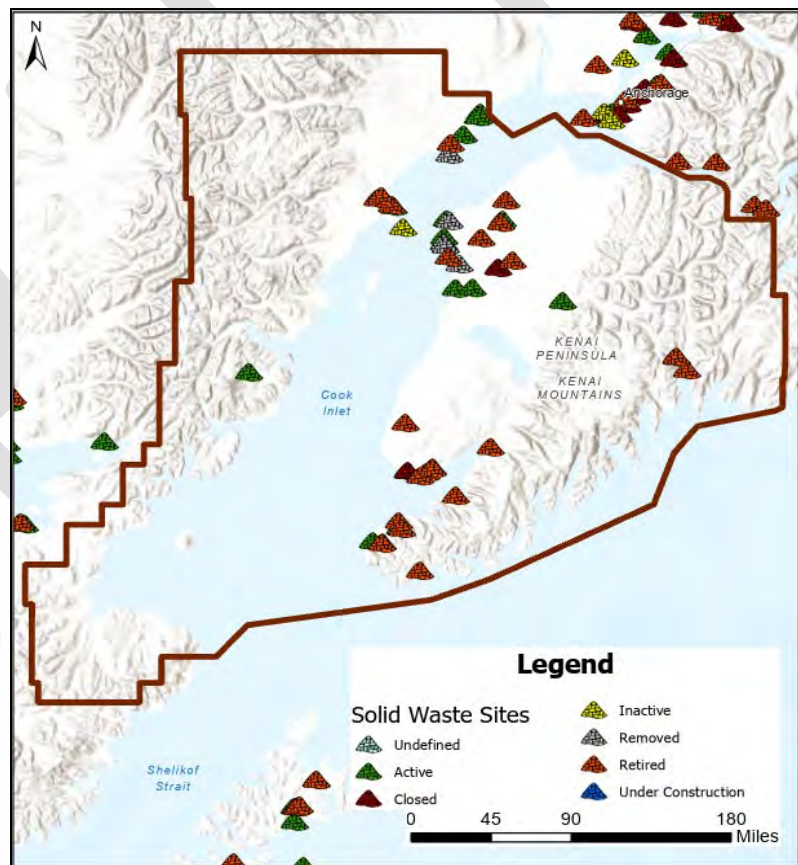 N
Anchorage
KENAI
PENINSULA
KENAI
MOUNTAINS
Cook
Inlet
Shelikof
Strait
Legend
Solid Waste Sites
Undefined
Active
Closed
Inactive
Removed
Retired
Under Construction
0 45 90 180
Miles